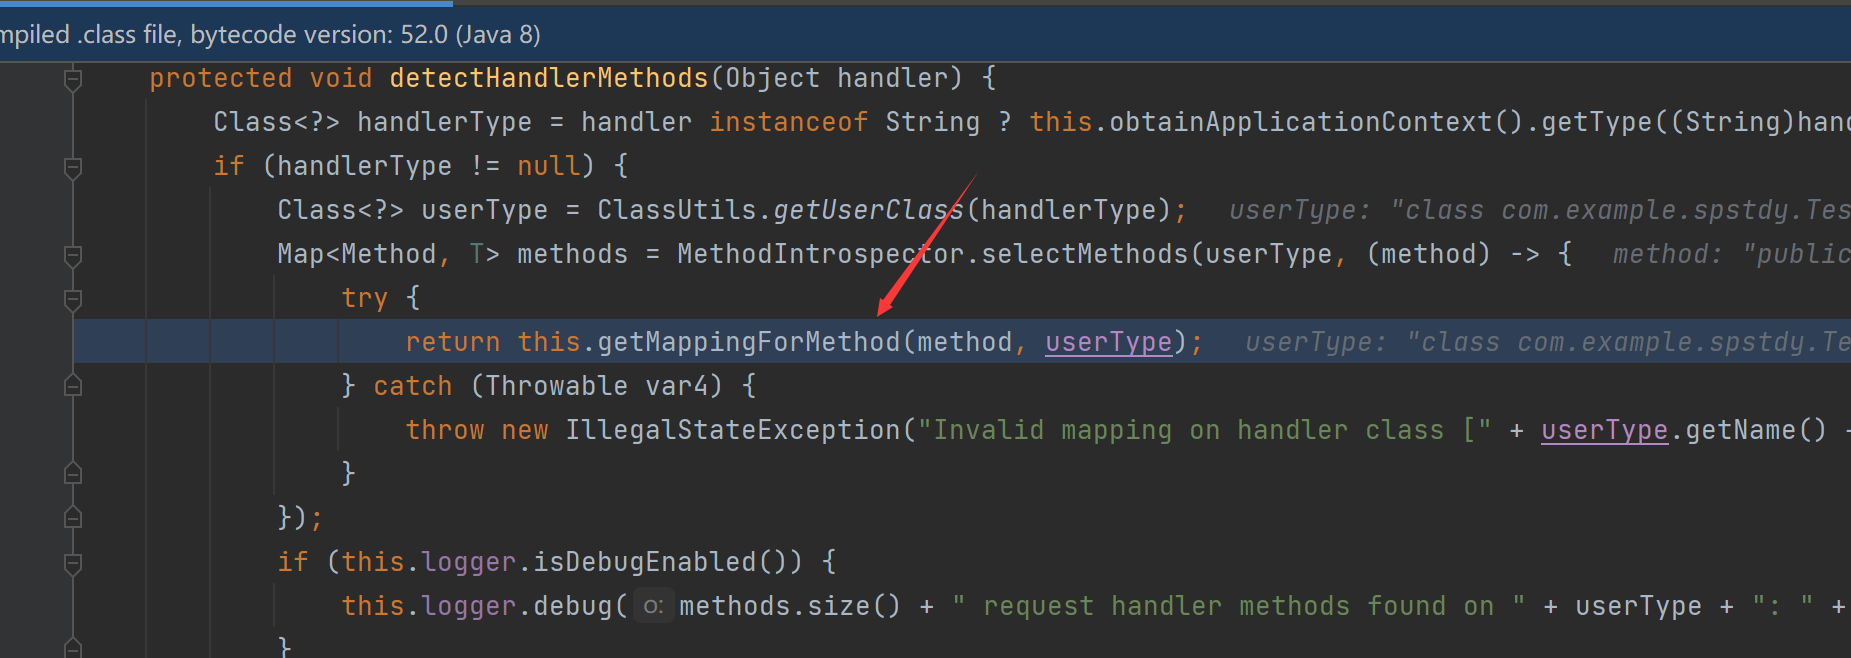 mpiled .class file, bytecode version: 52.0 (Java 8)
protected void detectHandlerMethods(Object handler) {
Class<?> handlerType = handler instanceof String ? this.obtainApplicationContext().getType((String)hand
if (handlerType != null) {
Class<?> userType = ClassUtils.getUserClass(handlerType); userType: "class com.example.spstdy.Tes
Map<Method, T> methods = MethodIntrospector.selectMethods(userType, (method) -> { method: "public
try {
return this.getMappingForMethod(method, userType); userType: "class com.example.spstdy.Te
} catch (Throwable var4) {
throw new IllegalStateException("Invalid mapping on handler class [" + userType.getName() -
}
});
if (this.logger.isDebugEnabled()) {
this.logger.debug( o: methods.size() + " request handler methods found on " + userType + ": " +
}